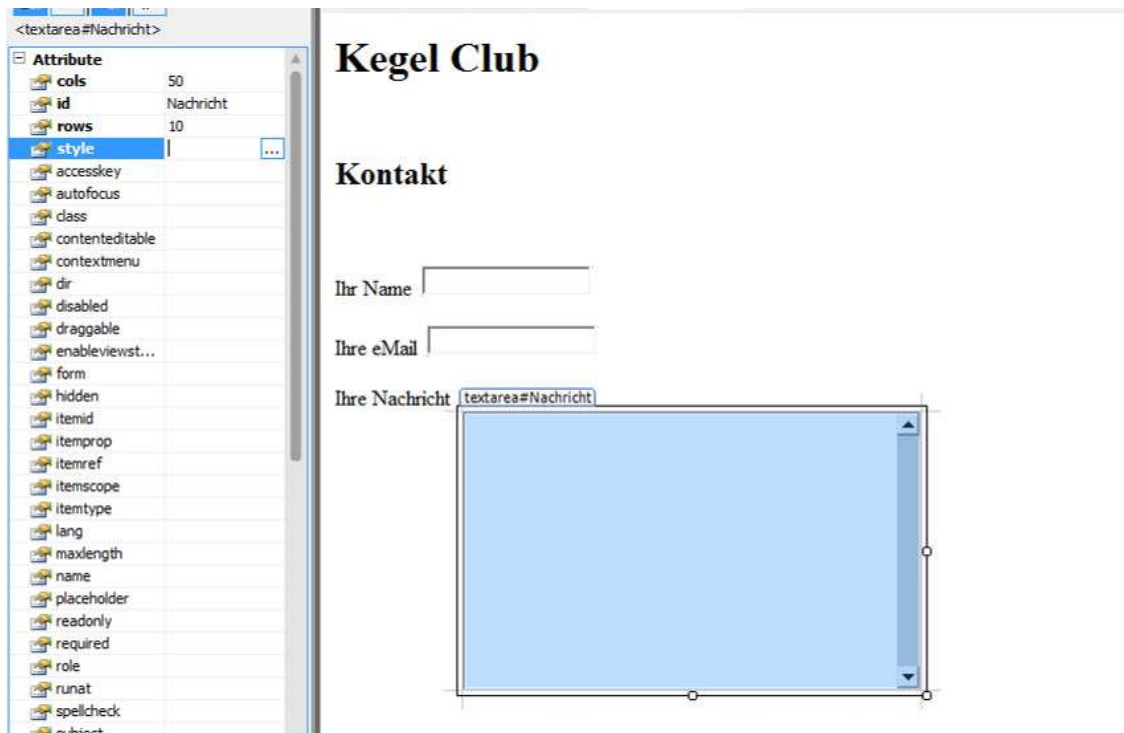 <textarea#Nachricht>
Attribute
cols 50
id Nachricht
rows 10
style ...
accesskey
autofocus
class
contenteditable
contextmenu
dir
disabled
draggable
enableviewst...
form
hidden
itemid
itemprop
itemref
itemscope
itemtype
lang
maxlength
name
placeholder
readonly
required
role
runat
spellcheck
Kegel Club
Kontakt
Ihr Name
Ihre eMail
Ihre Nachricht textarea#Nachricht